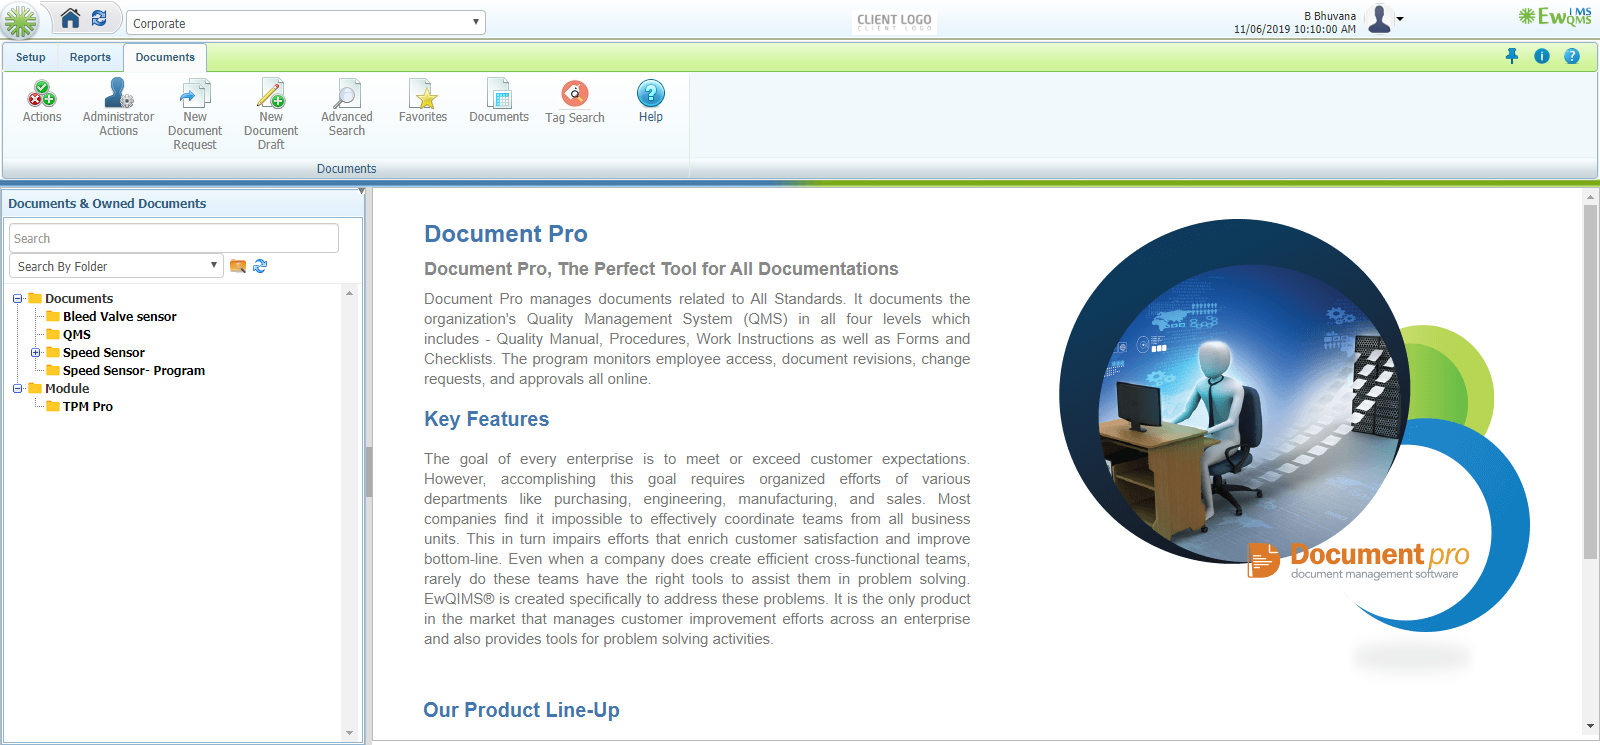 Corporate
CLIENT LOGO
B Bhuvana
11/06/2019 10:10:00 AM
EwQIMS
QMS
Setup
Reports
Documents
Actions
Administrator
Actions
New
Document
Request
New
Document
Draft
Advanced
Search
Favorites
Documents
Tag Search
Help
Documents
Documents & Owned Documents
Search
Search By Folder
Documents
Bleed Valve sensor
QMS
Speed Sensor
Speed Sensor- Program
Module
TPM Pro
Document Pro
Document Pro, The Perfect Tool for All Documentations
Document Pro manages documents related to All Standards. It documents the
organization's Quality Management System (QMS) in all four levels which
includes - Quality Manual, Procedures, Work Instructions as well as Forms and
Checklists. The program monitors employee access, document revisions, change
requests, and approvals all online.
Key Features
The goal of every enterprise is to meet or exceed customer expectations.
However, accomplishing this goal requires organized efforts of various
departments like purchasing, engineering, manufacturing, and sales. Most
companies find it impossible to effectively coordinate teams from all business
units. This in turn impairs efforts that enrich customer satisfaction and improve
bottom-line. Even when a company does create efficient cross-functional teams,
rarely do these teams have the right tools to assist them in problem solving.
EwQIMS® is created specifically to address these problems. It is the only product
in the market that manages customer improvement efforts across an enterprise
and also provides tools for problem solving activities.
Our Product Line-Up
Document pro
document management software